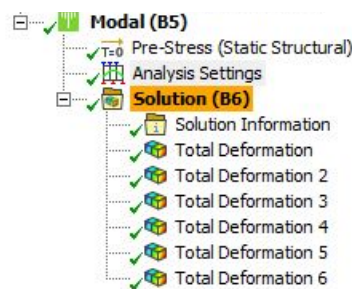 Modal (B5)
T=0 Pre-Stress (Static Structural)
Analysis Settings
Solution (B6)
i Solution Information
Total Deformation
Total Deformation 2
Total Deformation 3
Total Deformation 4
Total Deformation 5
Total Deformation 6